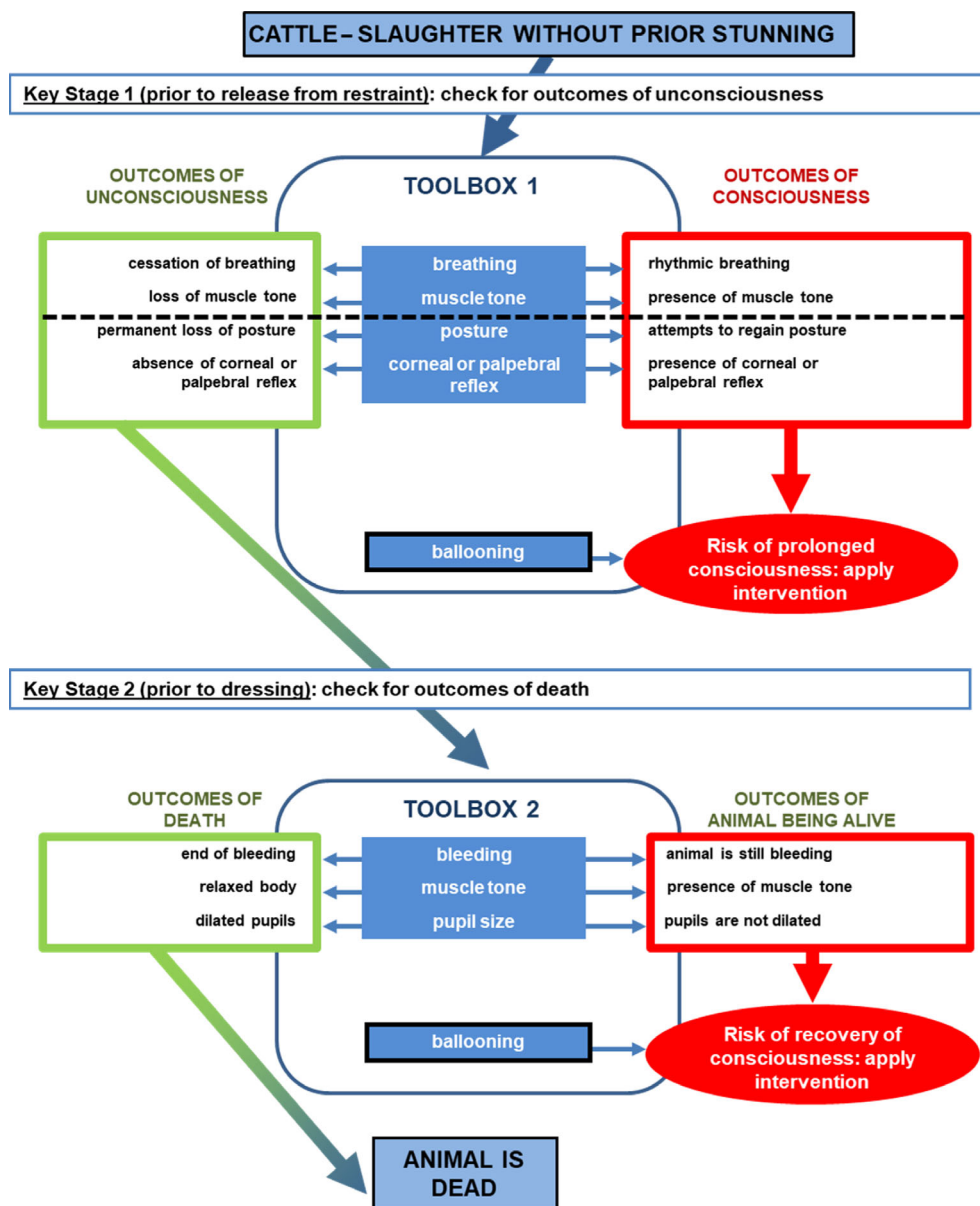 CATTLE– SLAUGHTER WITHOUT PRIOR STUNNING
Key Stage 1 (prior to release from restraint): check for outcomes of unconsciousness
OUTCOMES OF
UNCONSCIOUSNESS
TOOLBOX 1
OUTCOMES OF
CONSCIOUSNESS
cessation of breathing
breathing
rhythmic breathing
loss of muscle tone
muscle tone
presence of muscle tone
permanent loss of posture
posture
attempts to regain posture
absence of corneal or
palpebral reflex
corneal or palpebral
reflex
presence of corneal or
palpebral reflex
ballooning
Risk of prolonged
consciousness: apply
intervention
Key Stage 2 (prior to dressing): check for outcomes of death
OUTCOMES OF
DEATH
TOOLBOX 2
OUTCOMES OF
ANIMAL BEING ALIVE
end of bleeding
bleeding
animal is still bleeding
relaxed body
muscle tone
presence of muscle tone
dilated pupils
pupil size
pupils are not dilated
ballooning
Risk of recovery of
consciousness: apply
intervention
ANIMAL IS
DEAD